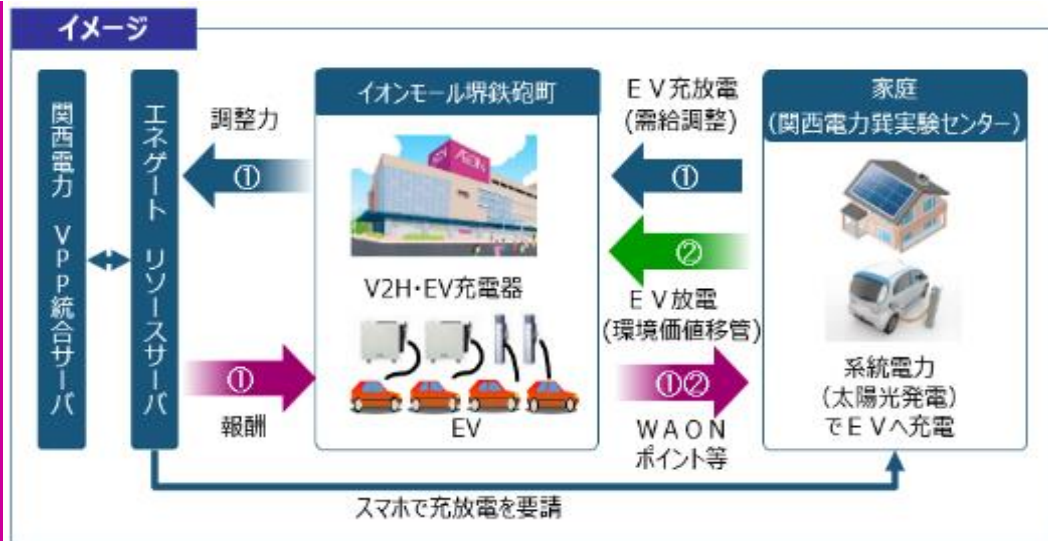 イメージ
関西電力 VPP統合サーバ
エネゲート リソースサーバ
調整力
①
①
報酬
イオンモール堺鉄砲町
AEON
V2H・EV充電器
EV
EV充放電
(需給調整)
①
②
EV放電
(環境価値移管)
①②
WAON
ポイント等
家庭
(関西電力巽実験センター)
系統電力
(太陽光発電)
でEVへ充電
スマホで充放電を要請